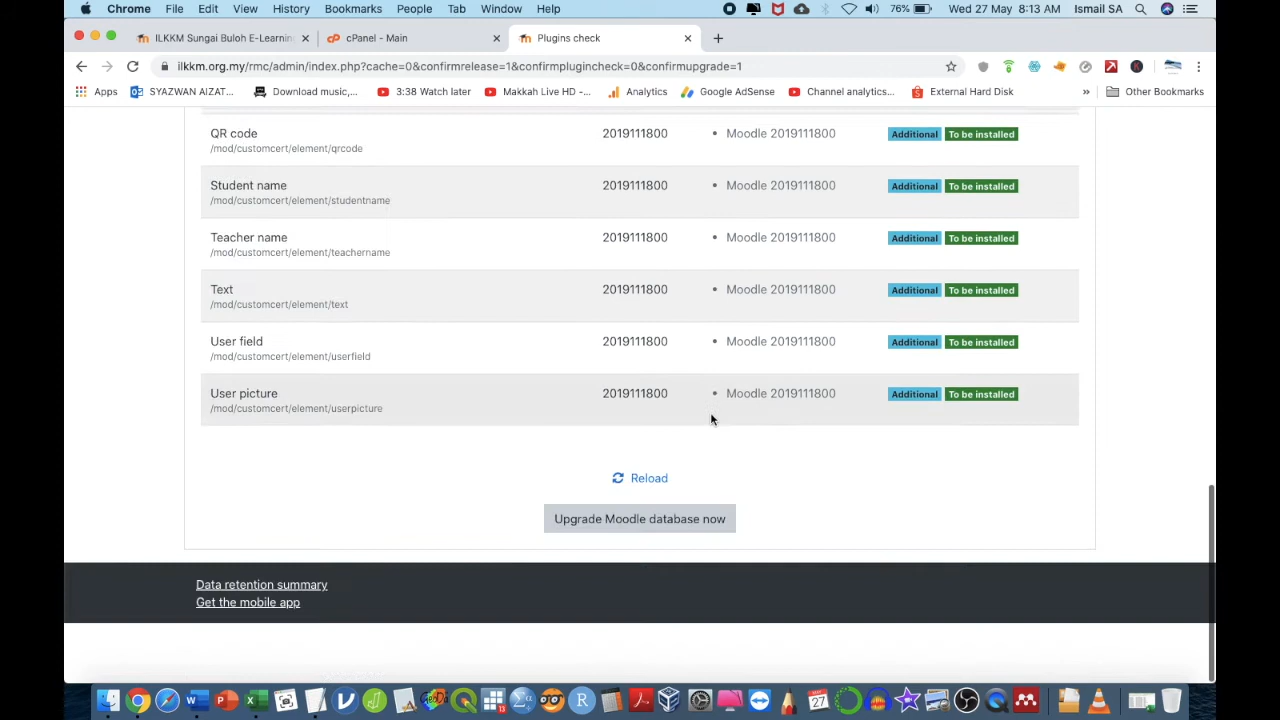 Chrome File Edit View History Bookmarks People Tab Window Help 76% Wed 27 May 8:13 AM Ismail SA
ILKKM Sungai Buloh E-Learning cPanel - Main Plugins check
ilkkm.org.my/rmc/admin/index.php?cache=0&confirmrelease=1&confirmplugincheck=0&confirmupgrade=1
Apps SYAZWAN AIZAT... Download music,... 3:38 Watch later Makkah Live HD -... Analytics Google AdSense Channel analytics... External Hard Disk » Other Bookmarks
QR code 2019111800 • Moodle 2019111800 Additional To be installed
/mod/customcert/element/qrcode
Student name 2019111800 • Moodle 2019111800 Additional To be installed
/mod/customcert/element/studentname
Teacher name 2019111800 • Moodle 2019111800 Additional To be installed
/mod/customcert/element/teachername
Text 2019111800 • Moodle 2019111800 Additional To be installed
/mod/customcert/element/text
User field 2019111800 • Moodle 2019111800 Additional To be installed
/mod/customcert/element/userfield
User picture 2019111800 • Moodle 2019111800 Additional To be installed
/mod/customcert/element/userpicture
Reload
Upgrade Moodle database now
Data retention summary
Get the mobile app